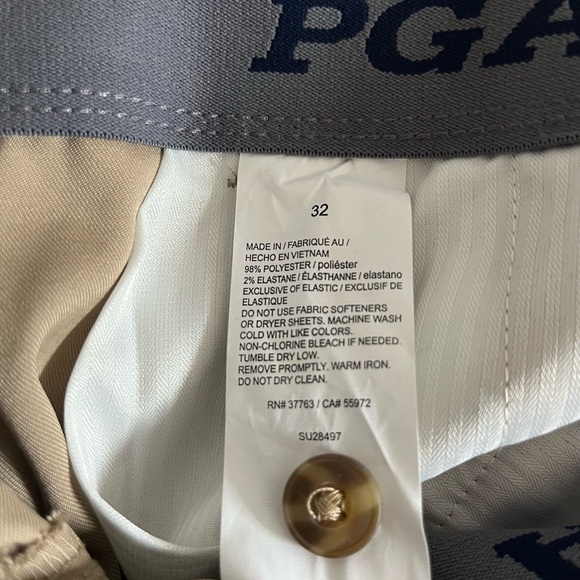 PGA
32
MADE IN / FABRIQUÉ AU /
HECHO EN VIETNAM
98% POLYESTER / poliéster
2% ELASTANE / ÉLASTHANNE / elastano
EXCLUSIVE OF ELASTIC / EXCLUSIF DE
ELASTIQUE
DO NOT USE FABRIC SOFTENERS
OR DRYER SHEETS. MACHINE WASH
COLD WITH LIKE COLORS.
NON-CHLORINE BLEACH IF NEEDED.
TUMBLE DRY LOW.
REMOVE PROMPTLY. WARM IRON.
DO NOT DRY CLEAN.
RN# 37763 / CA# 55972
SU28497